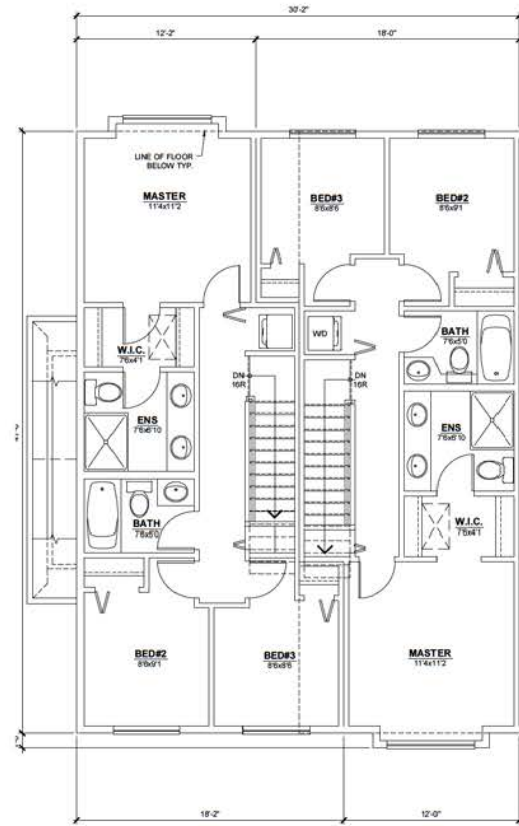 30'-2"
12'-2"
18'-0"
LINE OF FLOOR
BELOW TYP.
MASTER
11'4x11'2
BED#3
8'6x8'6
BED#2
8'6x9'1
W/D
BATH
7'6x5'0
W.I.C.
7'6x4'1
DN
16R
DN
16R
ENS
7'6x6'10
ENS
7'6x6'10
BATH
7'6x5'0
W.I.C.
7'6x4'1
BED#2
8'6x9'1
BED#3
8'6x8'6
MASTER
11'4x11'2
18'-2"
12'-0"